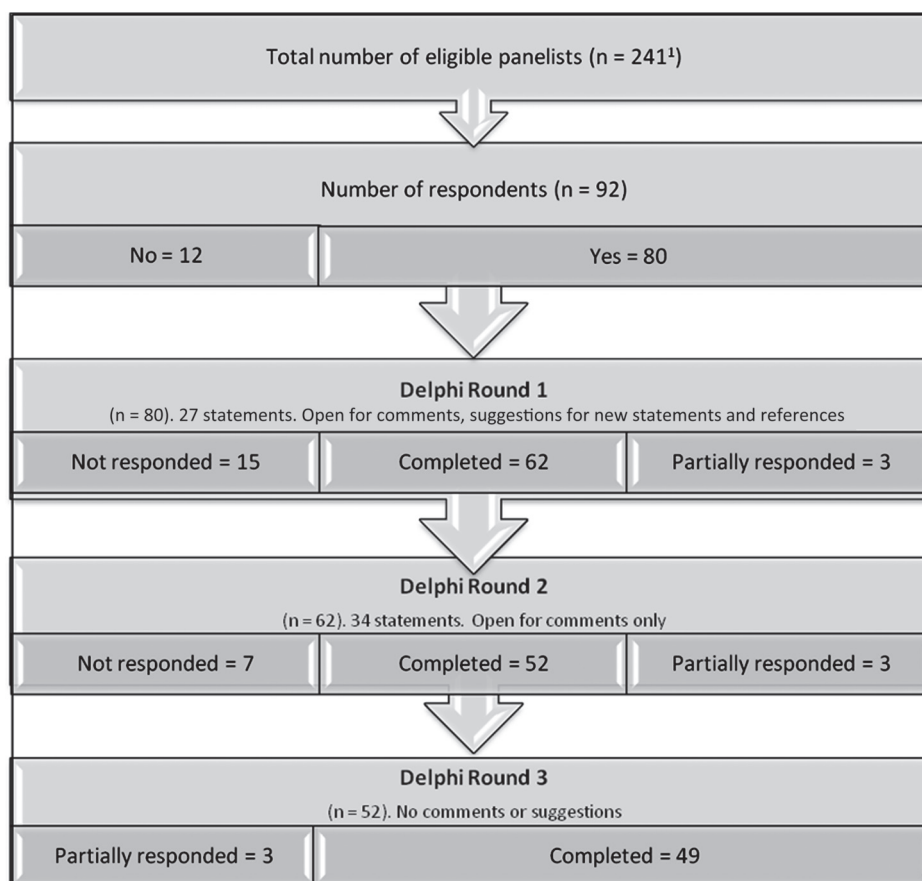 Total number of eligible panelists (n = 241¹)
Number of respondents (n = 92)
No = 12
Yes = 80
Delphi Round 1
(n = 80). 27 statements. Open for comments, suggestions for new statements and references
Not responded = 15
Completed = 62
Partially responded = 3
Delphi Round 2
(n = 62). 34 statements. Open for comments only
Not responded = 7
Completed = 52
Partially responded = 3
Delphi Round 3
(n = 52). No comments or suggestions
Partially responded = 3
Completed = 49